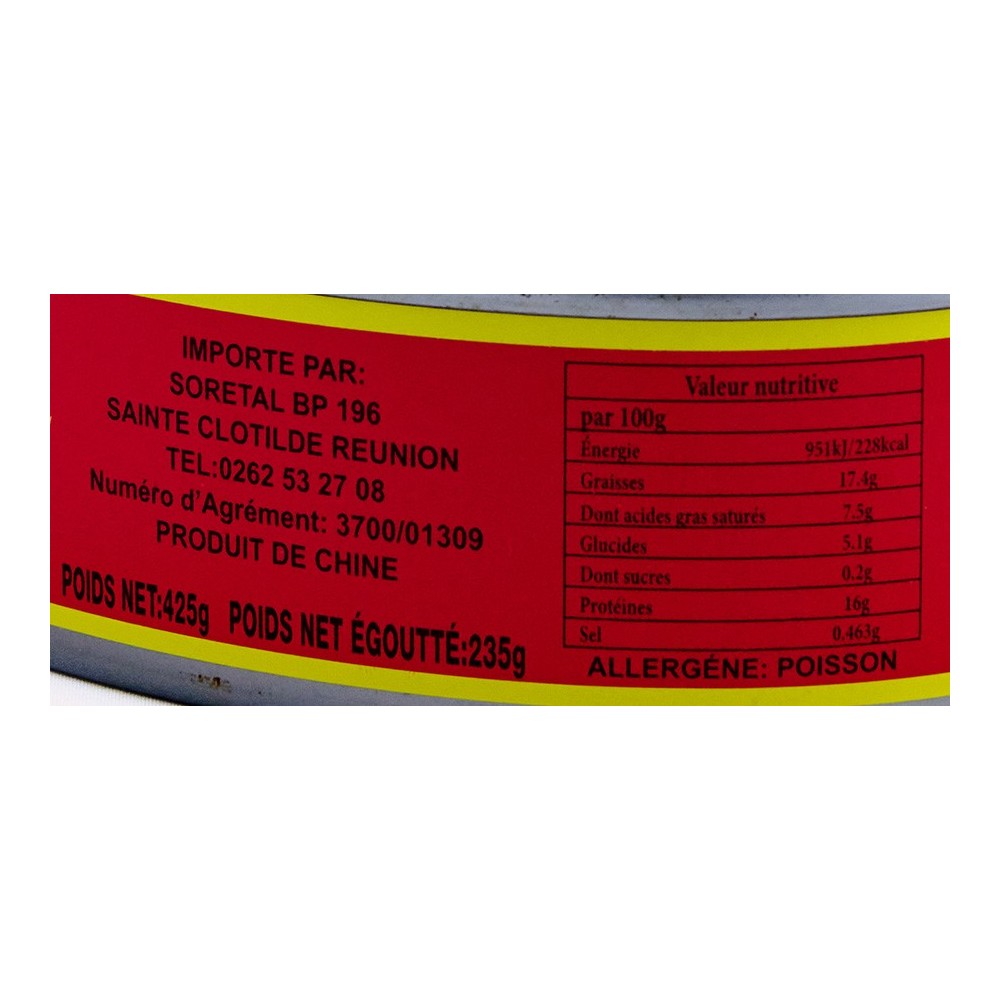 IMPORTE PAR:
SORETAL BP 196
SAINTE CLOTILDE REUNION
TEL:0262 53 27 08
Numéro d'Agrément: 3700/01309
PRODUIT DE CHINE
POIDS NET:425g POIDS NET ÉGOUTTÉ:235g
Valeur nutritive
par 100g
Énergie 951kJ/228kcal
Graisses 17.4g
Dont acides gras saturés 7.5g
Glucides 5.1g
Dont sucres 0.2g
Protéines 16g
Sel 0.463g
ALLERGÉNE: POISSON